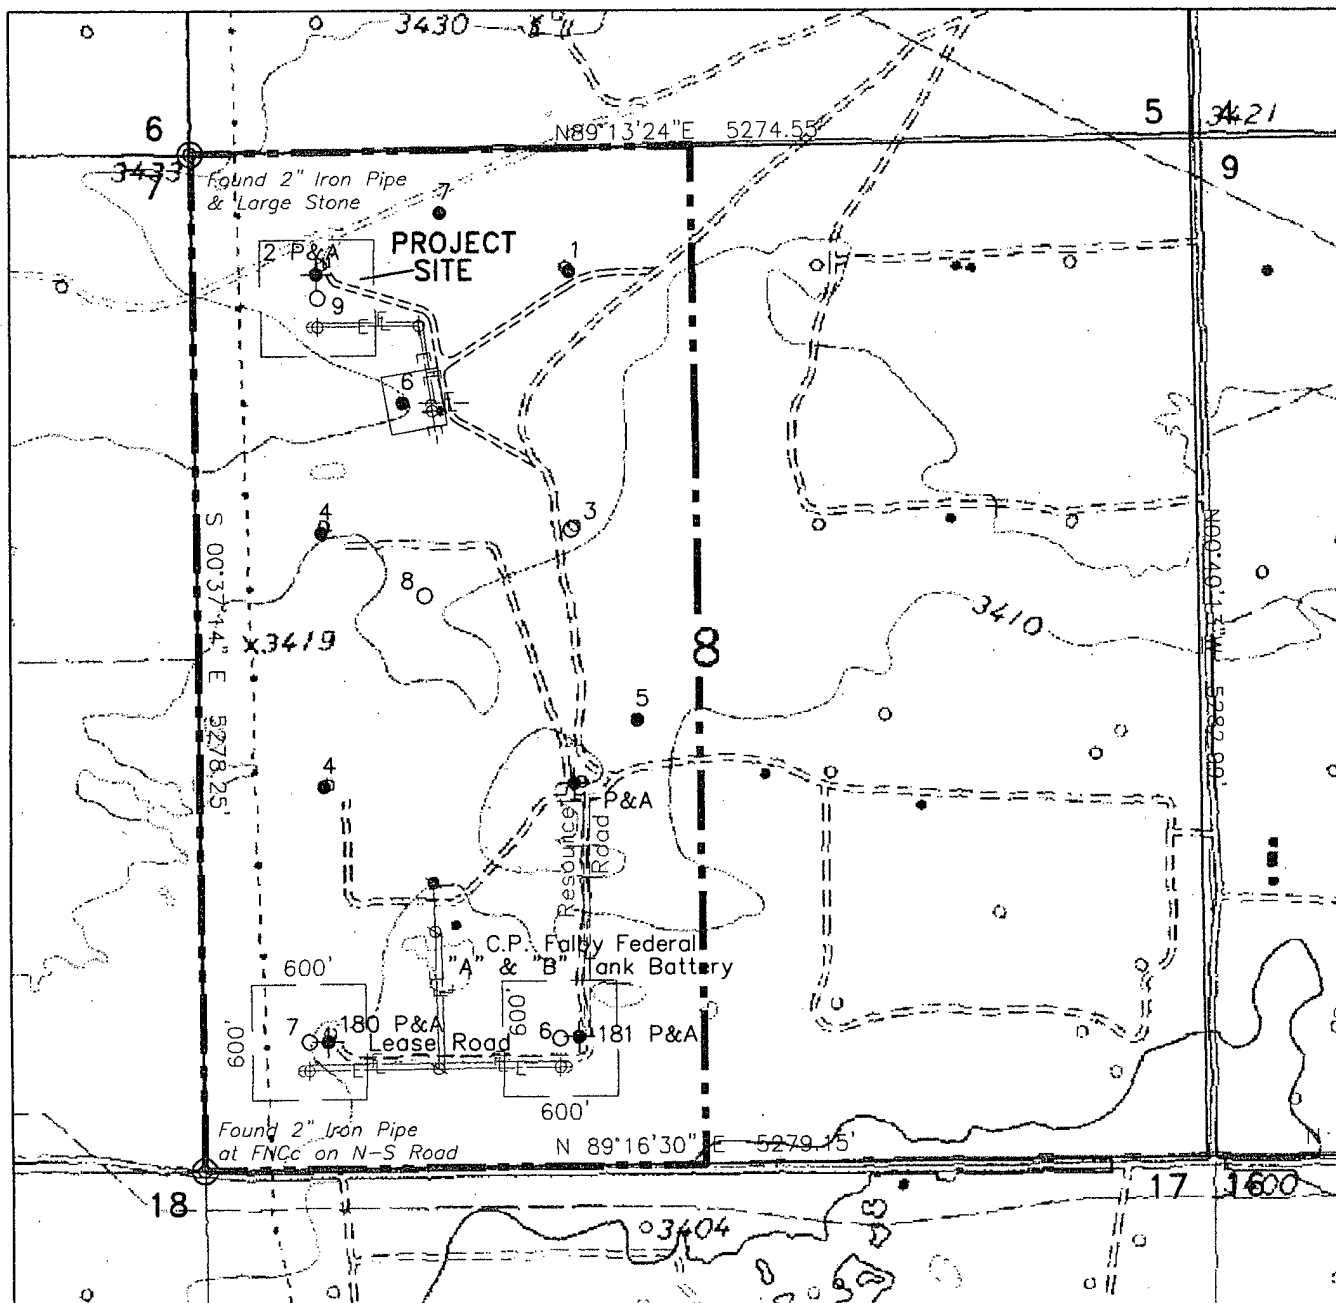 3430
6
5
4
3421
N89°13'24"E 5274.55'
3433
7
9
Found 2" Iron Pipe
& Large Stone
7
2 P&A
PROJECT
SITE
1
9
6
4
3
8
S 00°37'14" E 5278.25'
3410
8
x3419
5
4
P&A
Resource
Road
C.P. Falby Federal
"A" & "B" Tank Battery
600'
600'
600'
600'
7
180 P&A
6
181 P&A
Lease Road
E
Found 2" Iron Pipe
at FNCc on N-S Road
N 89°16'30" E 5279.15'
N
18
17
16
3404